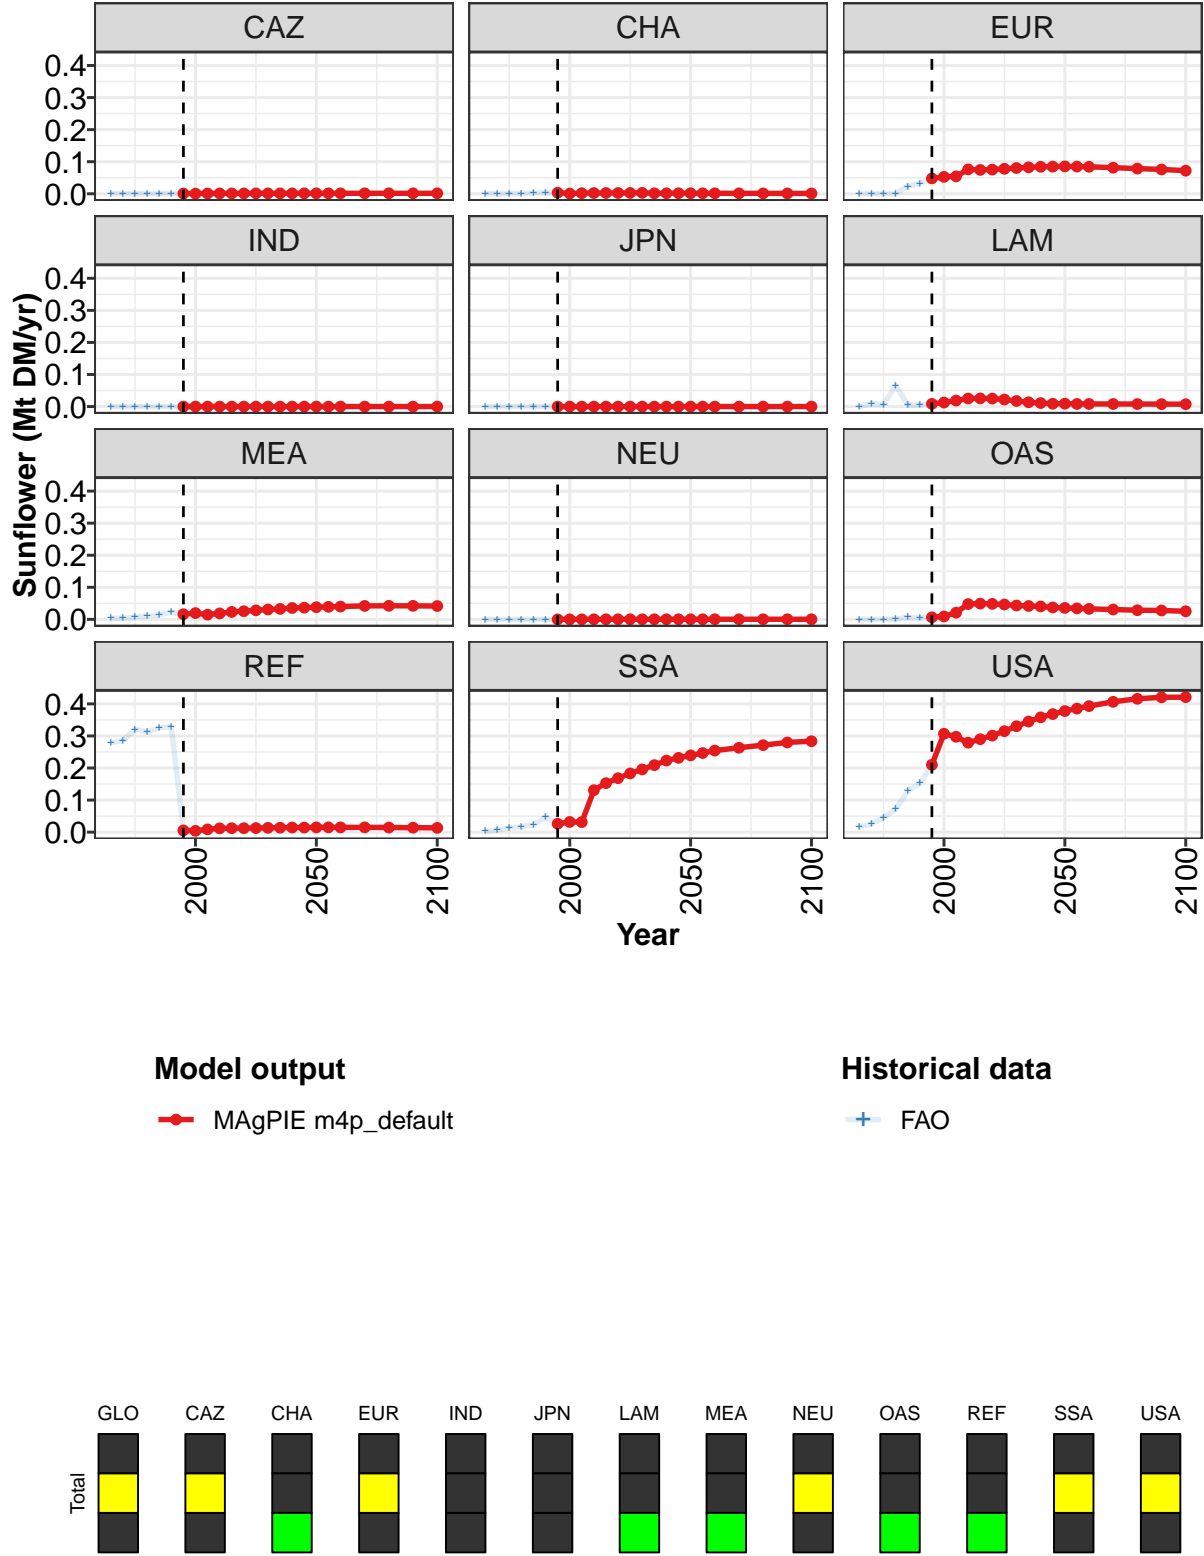 CAZ CHA EUR
0.4
0.3
0.2
0.1
0.0
IND JPN LAM
0.4
0.3
0.2
0.1
0.0
MEA NEU OAS
0.4
0.3
0.2
0.1
0.0
REF SSA USA
0.4
0.3
0.2
0.1
0.0
Sunflower (Mt DM/yr)
2000 2050 2100 2000 2050 2100 2000 2050 2100
Year
Model output Historical data
MAgPIE m4p_default FAO
GLO CAZ CHA EUR IND JPN LAM MEA NEU OAS REF SSA USA
Total